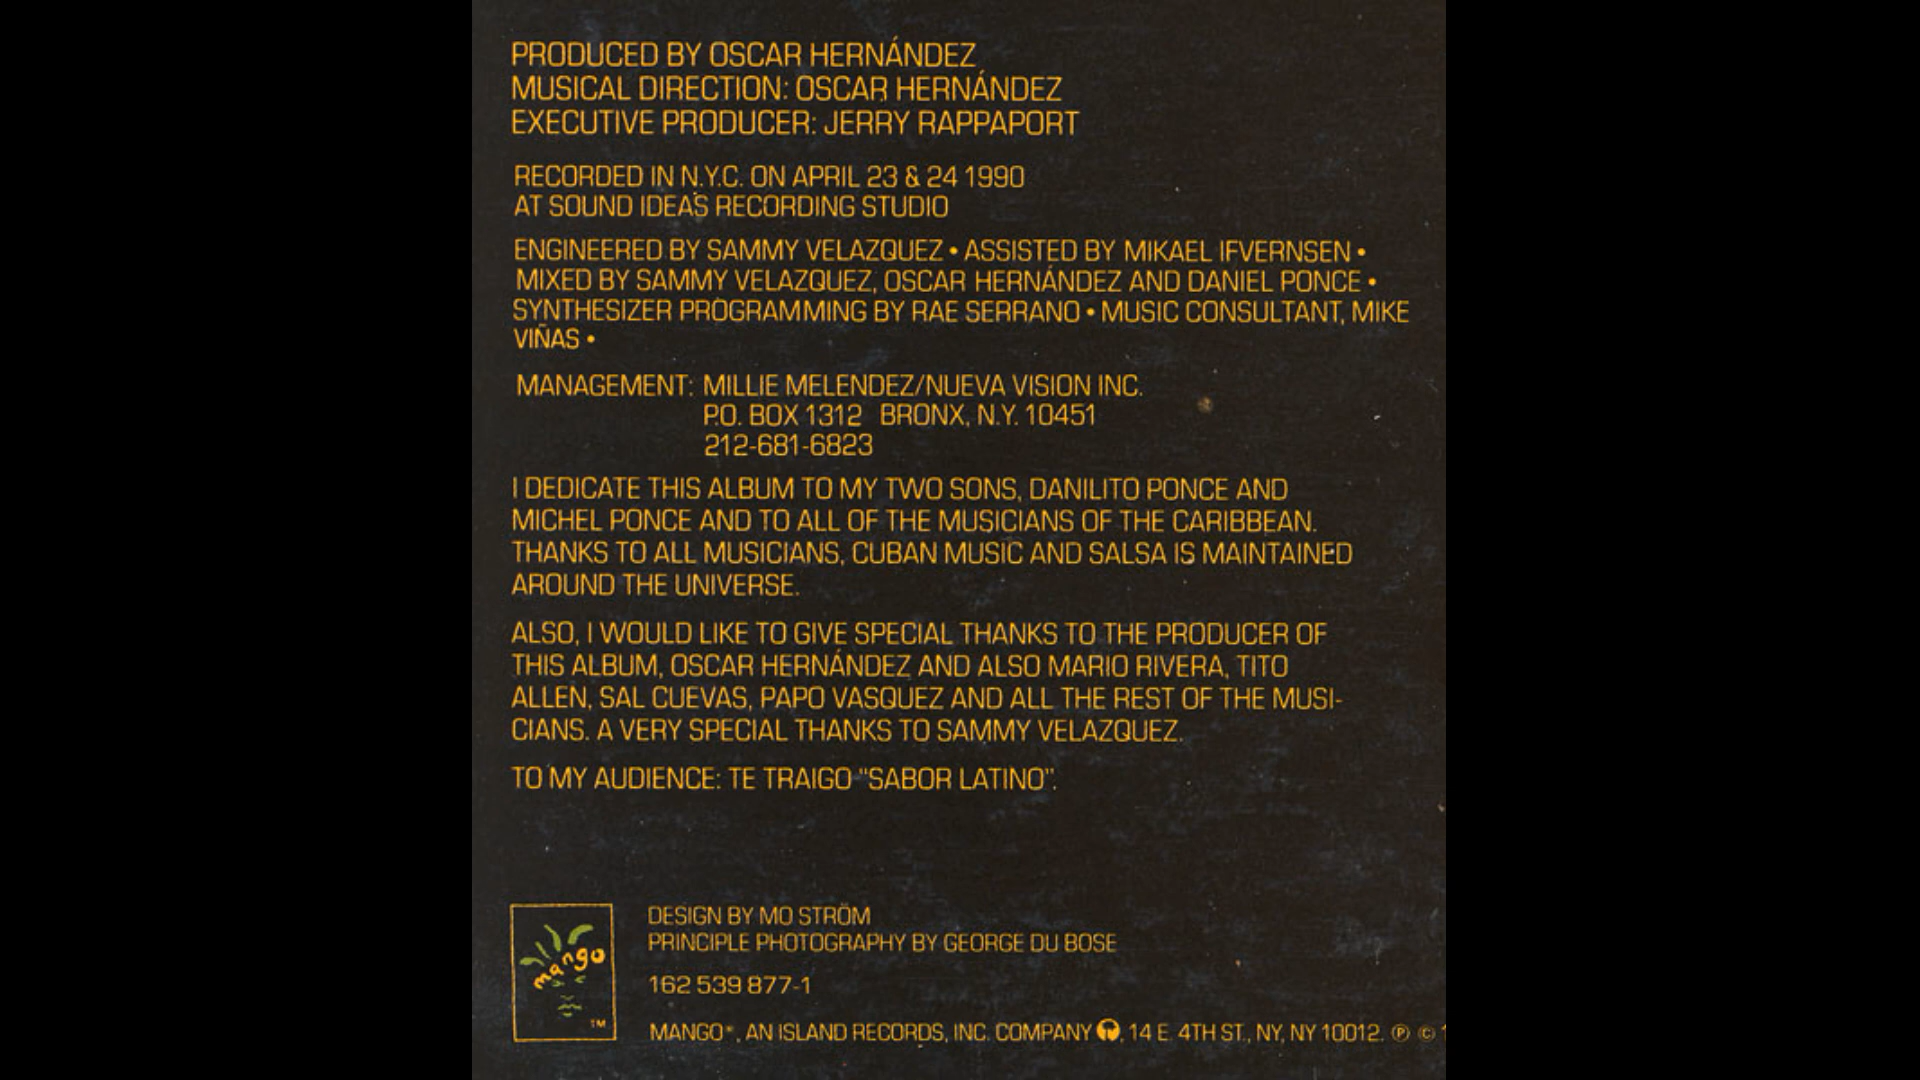 PRODUCED BY OSCAR HERNÁNDEZ
MUSICAL DIRECTION: OSCAR HERNÁNDEZ
EXECUTIVE PRODUCER: JERRY RAPPAPORT
RECORDED IN N.Y.C. ON APRIL 23 & 24 1990
AT SOUND IDEAS RECORDING STUDIO
ENGINEERED BY SAMMY VELAZQUEZ • ASSISTED BY MIKAEL IFVERNSEN •
MIXED BY SAMMY VELAZQUEZ, OSCAR HERNÁNDEZ AND DANIEL PONCE •
SYNTHESIZER PROGRAMMING BY RAE SERRANO • MUSIC CONSULTANT, MIKE
VIÑAS •
MANAGEMENT: MILLIE MELENDEZ/NUEVA VISION INC.
P.O. BOX 1312 BRONX, N.Y. 10451
212-681-6823
I DEDICATE THIS ALBUM TO MY TWO SONS, DANILITO PONCE AND
MICHEL PONCE AND TO ALL OF THE MUSICIANS OF THE CARIBBEAN.
THANKS TO ALL MUSICIANS, CUBAN MUSIC AND SALSA IS MAINTAINED
AROUND THE UNIVERSE.
ALSO, I WOULD LIKE TO GIVE SPECIAL THANKS TO THE PRODUCER OF
THIS ALBUM, OSCAR HERNÁNDEZ AND ALSO MARIO RIVERA, TITO
ALLEN, SAL CUEVAS, PAPO VASQUEZ AND ALL THE REST OF THE MUSI-
CIANS. A VERY SPECIAL THANKS TO SAMMY VELAZQUEZ.
TO MY AUDIENCE: TE TRAIGO "SABOR LATINO".
mango
TM
DESIGN BY MO STRÖM
PRINCIPLE PHOTOGRAPHY BY GEORGE DU BOSE
162 539 877-1
MANGO®, AN ISLAND RECORDS, INC. COMPANY, 14 E. 4TH ST., NY, NY 10012. ℗ ©